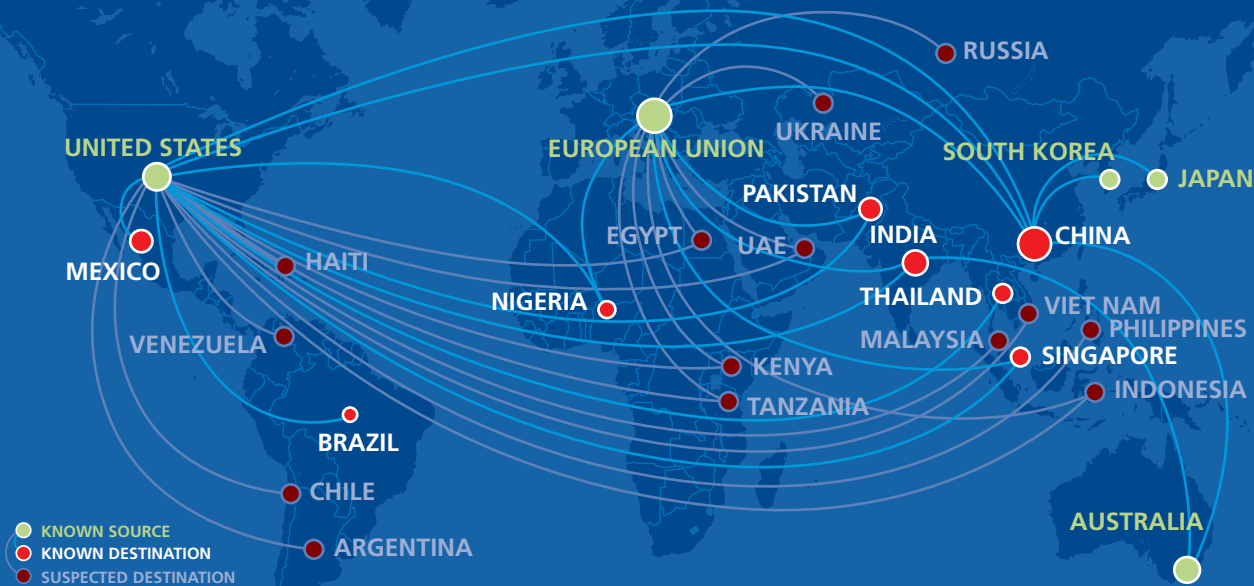 RUSSIA
UKRAINE
UNITED STATES
EUROPEAN UNION
SOUTH KOREA
JAPAN
PAKISTAN
EGYPT
UAE
INDIA
CHINA
MEXICO
HAITI
NIGERIA
THAILAND
VIET NAM
VENEZUELA
MALAYSIA
PHILIPPINES
SINGAPORE
KENYA
TANZANIA
INDONESIA
BRAZIL
CHILE
AUSTRALIA
ARGENTINA
KNOWN SOURCE
KNOWN DESTINATION
SUSPECTED DESTINATION